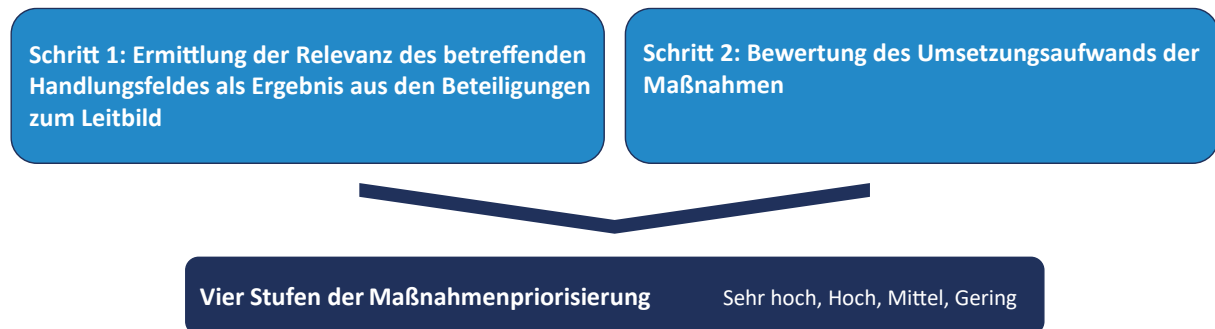 Schritt 1: Ermittlung der Relevanz des betreffenden
Handlungsfeldes als Ergebnis aus den Beteiligungen
zum Leitbild
Schritt 2: Bewertung des Umsetzungsaufwands der
Maßnahmen
Vier Stufen der Maßnahmenpriorisierung Sehr hoch, Hoch, Mittel, Gering